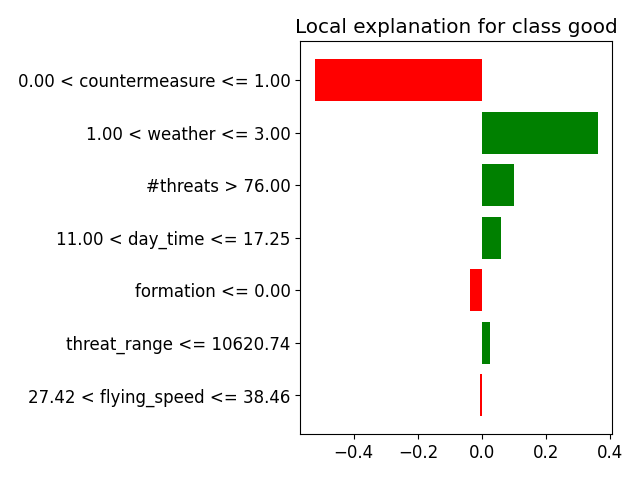 Local explanation for class good
0.00 < countermeasure <= 1.00
1.00 < weather <= 3.00
#threats > 76.00
11.00 < day_time <= 17.25
formation <= 0.00
threat_range <= 10620.74
27.42 < flying_speed <= 38.46
−0.4 −0.2 0.0 0.2 0.4